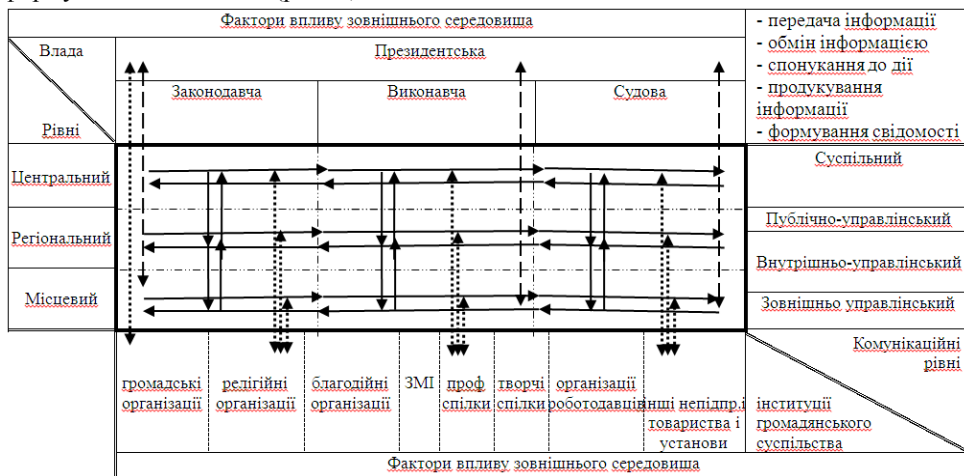 Фактори впливу зовнішнього середовиша
- передача інформації
- обмін інформацією
- спонукання до дії
- продукування
інформації
- формування свідомості
Влада
Рівні
Президентська
Законодавча
Виконавча
Судова
Центральний
Регіональний
Місцевий
Суспільний
Публічно-управлінський
Внутрішньо-управлінський
Зовнішньо управлінський
Комунікаційні
рівні
громадські
організації
релігійні
організації
благодійні
організації
ЗМІ
проф
спілки
творчі
спілки
організації
роботодавців
інші непідпр.і
товариства і
установи
інституції
громадянського
суспільства
Фактори впливу зовнішнього середовиша